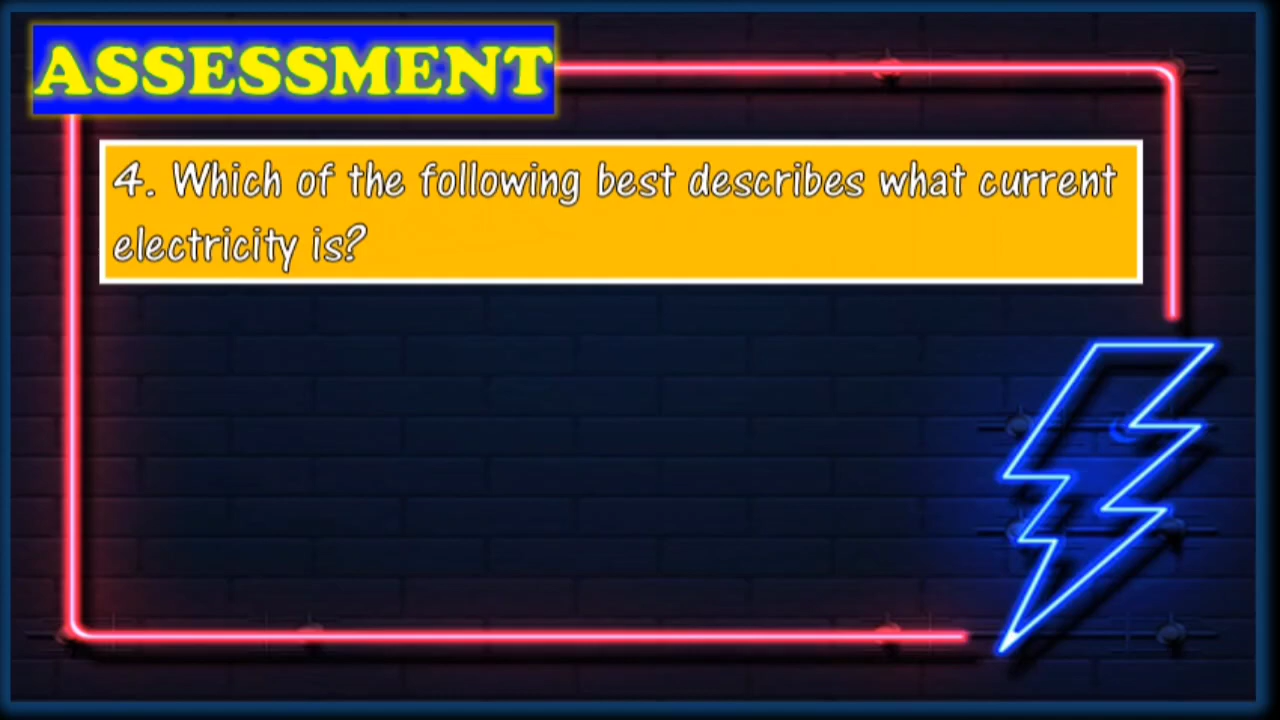 ASSESSMENT
4. Which of the following best describes what current
electricity is?